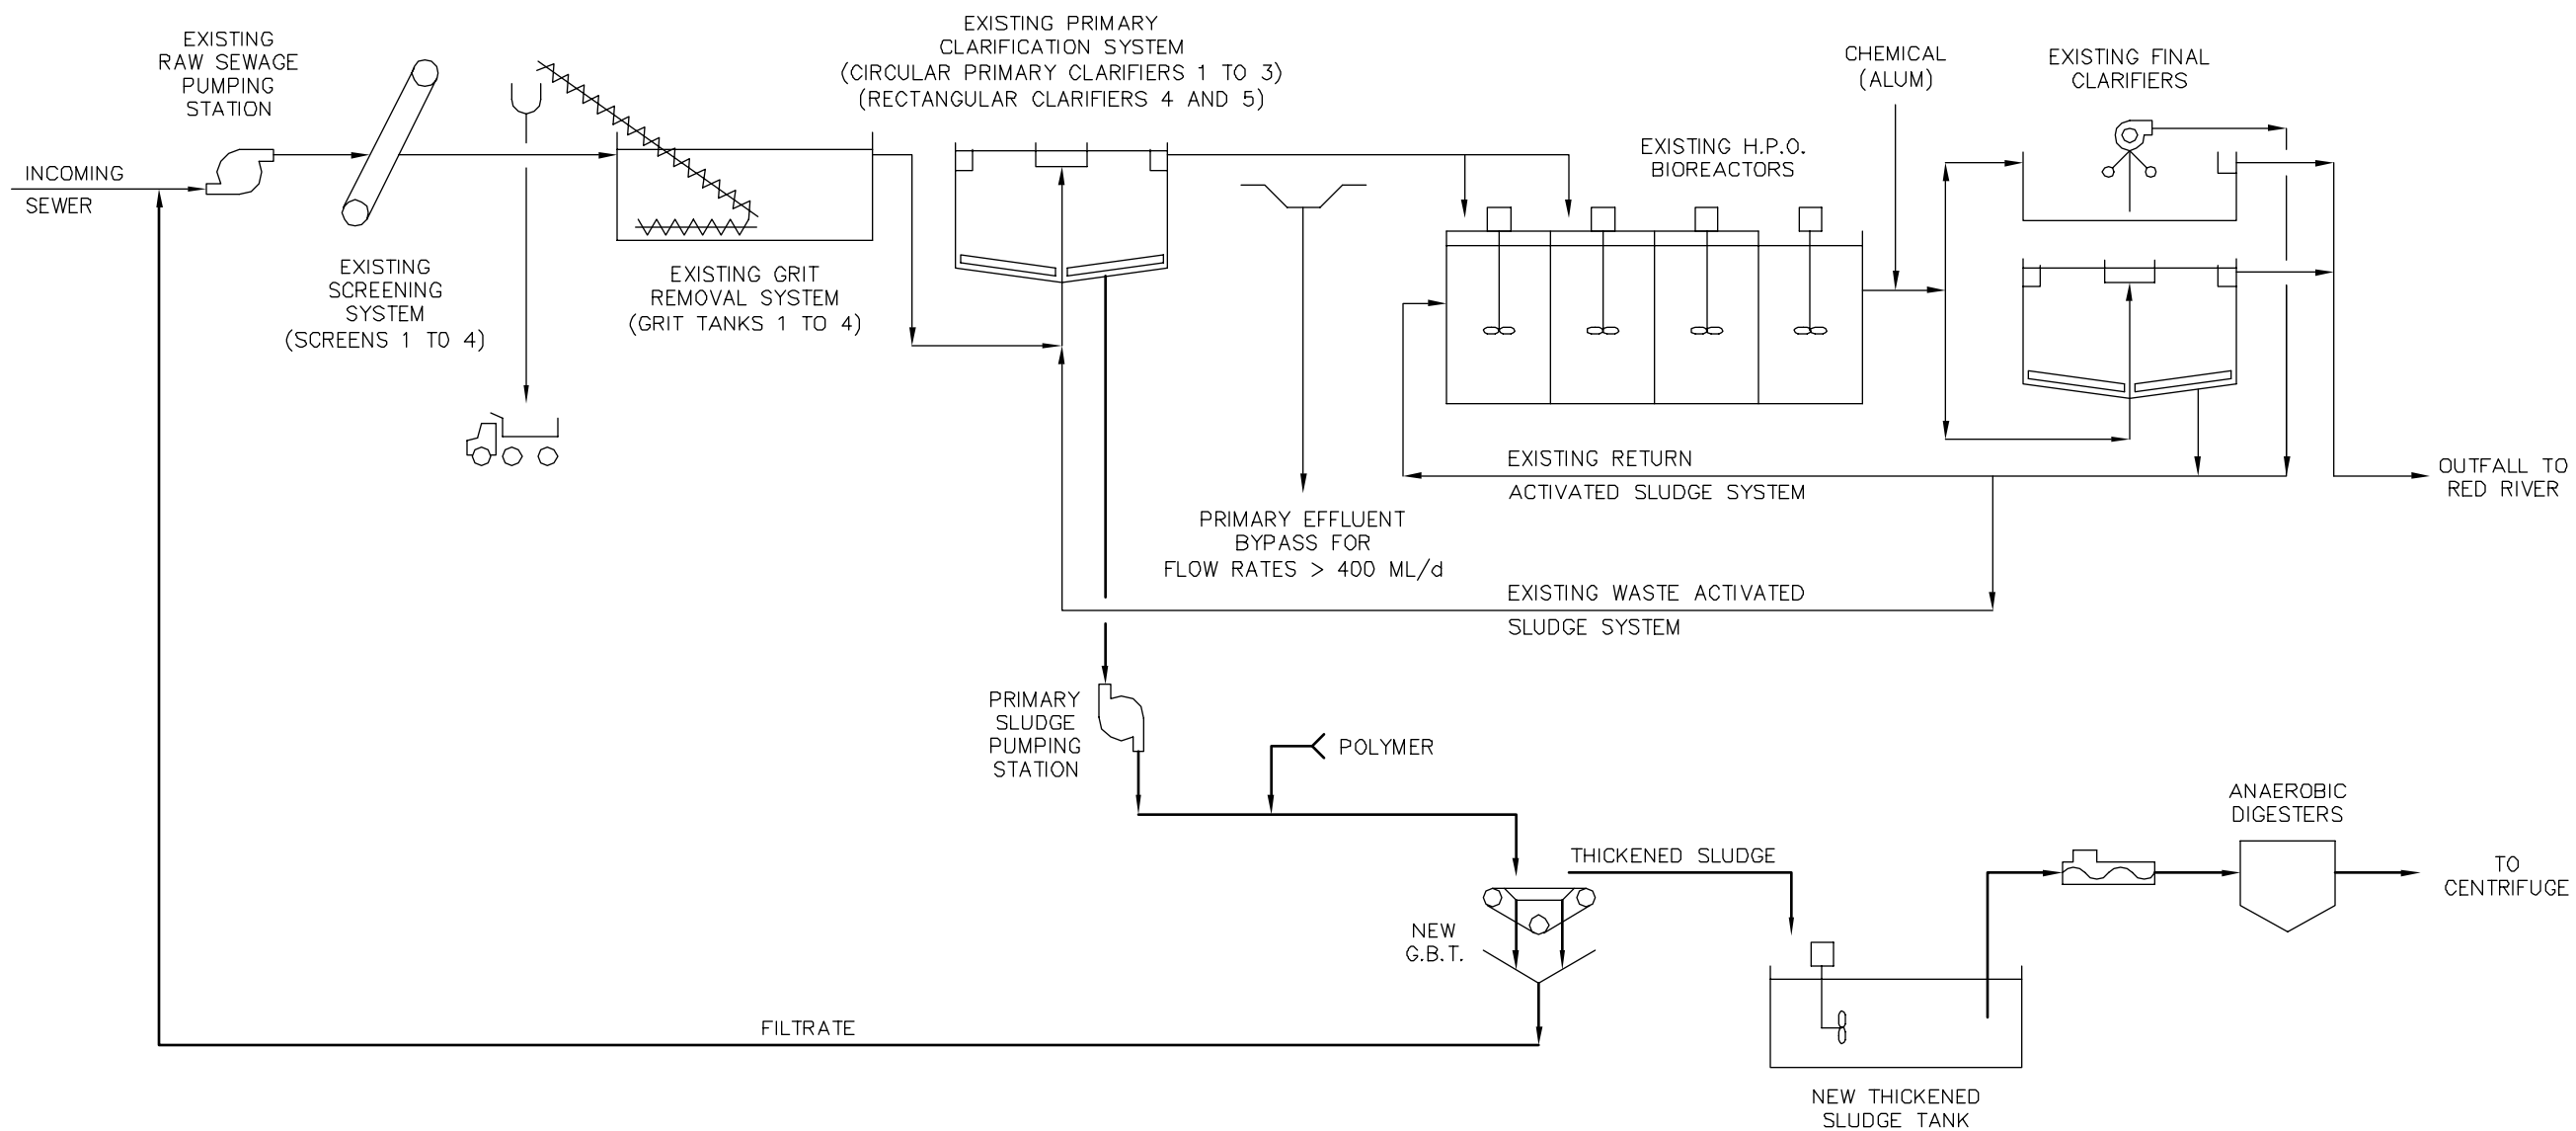 EXISTING
RAW SEWAGE
PUMPING
STATION
INCOMING
SEWER
EXISTING
SCREENING
SYSTEM
(SCREENS 1 TO 4)
EXISTING GRIT
REMOVAL SYSTEM
(GRIT TANKS 1 TO 4)
EXISTING PRIMARY
CLARIFICATION SYSTEM
(CIRCULAR PRIMARY CLARIFIERS 1 TO 3)
(RECTANGULAR CLARIFIERS 4 AND 5)
EXISTING H.P.O.
BIOREACTORS
CHEMICAL
(ALUM)
EXISTING FINAL
CLARIFIERS
EXISTING RETURN
ACTIVATED SLUDGE SYSTEM
OUTFALL TO
RED RIVER
PRIMARY EFFLUENT
BYPASS FOR
FLOW RATES > 400 ML/d
EXISTING WASTE ACTIVATED
SLUDGE SYSTEM
PRIMARY
SLUDGE
PUMPING
STATION
POLYMER
THICKENED SLUDGE
ANAEROBIC
DIGESTERS
TO
CENTRIFUGE
NEW
G.B.T.
FILTRATE
NEW THICKENED
SLUDGE TANK